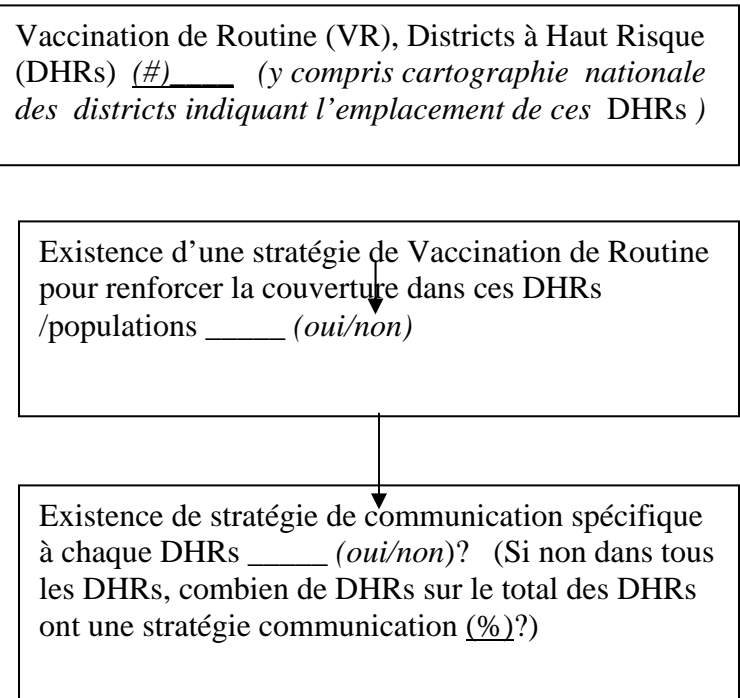 Vaccination de Routine (VR), Districts à Haut Risque
(DHRs) (#)____ (y compris cartographie nationale
des districts indiquant l'emplacement de ces DHRs )
Existence d'une stratégie de Vaccination de Routine
pour renforcer la couverture dans ces DHRs
/populations _____ (oui/non)
Existence de stratégie de communication spécifique
à chaque DHRs _____ (oui/non)? (Si non dans tous
les DHRs, combien de DHRs sur le total des DHRs
ont une stratégie communication (%)?)